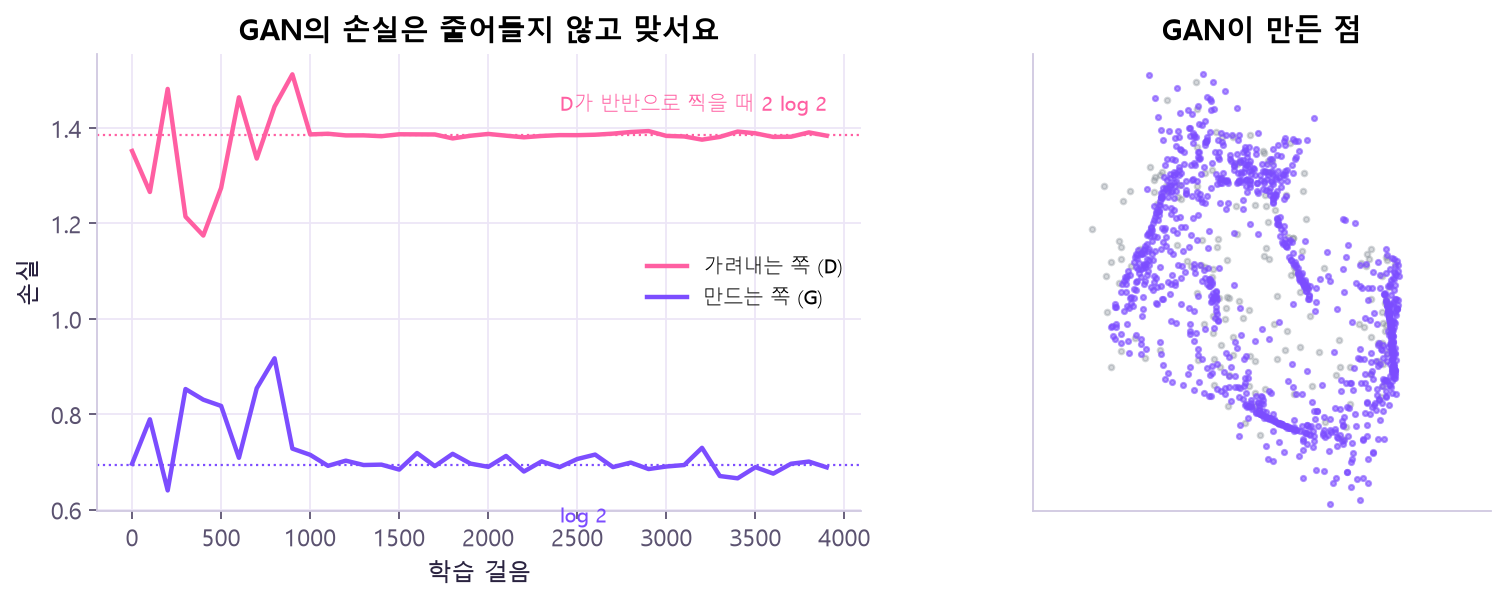 GAN의 손실은 줄어들지 않고 맞서요
손실
1.4
1.2
1.0
0.8
0.6
D가 반반으로 찍을 때 2 log 2
가려내는 쪽 (D)
만드는 쪽 (G)
log 2
0 500 1000 1500 2000 2500 3000 3500 4000
학습 걸음
GAN이 만든 점